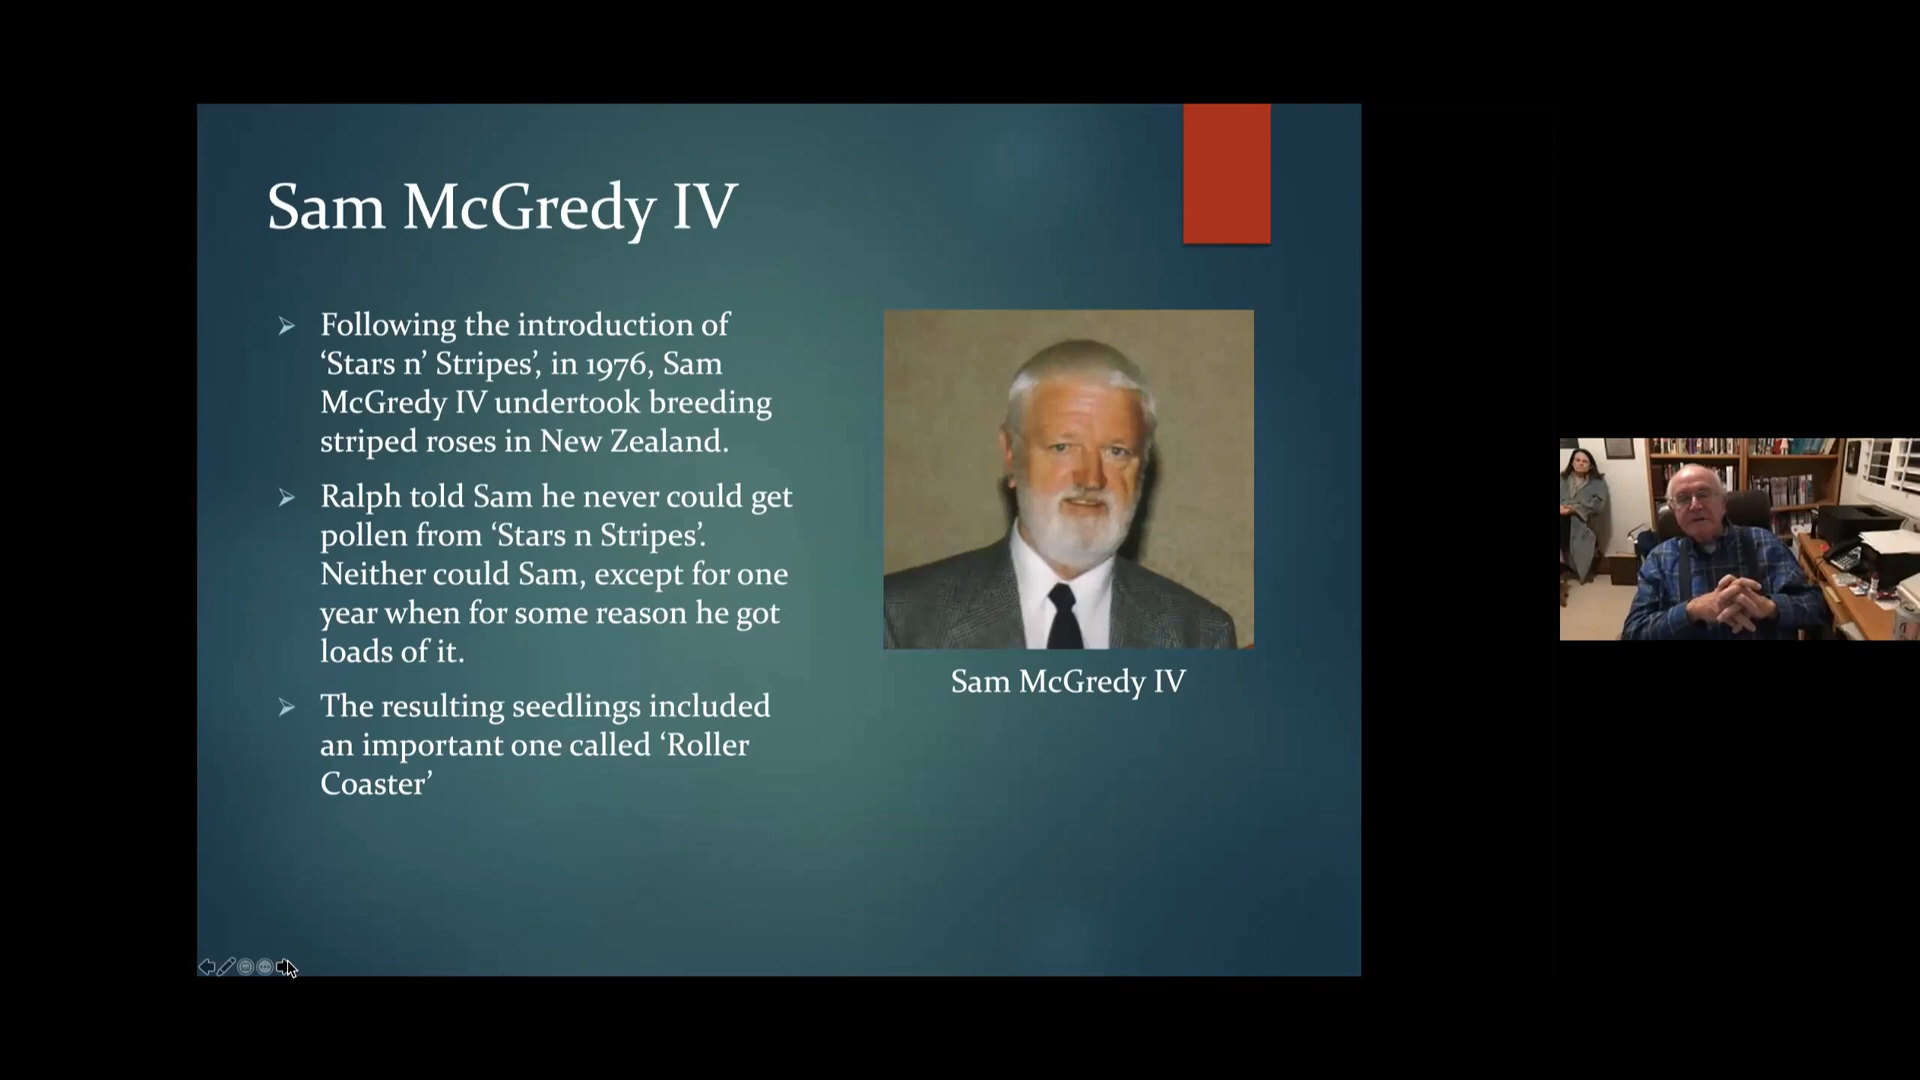 Sam McGredy IV
Following the introduction of
‘Stars n’ Stripes’, in 1976, Sam
McGredy IV undertook breeding
striped roses in New Zealand.
Ralph told Sam he never could get
pollen from ‘Stars n Stripes’.
Neither could Sam, except for one
year when for some reason he got
loads of it.
The resulting seedlings included
an important one called ‘Roller
Coaster’
Sam McGredy IV